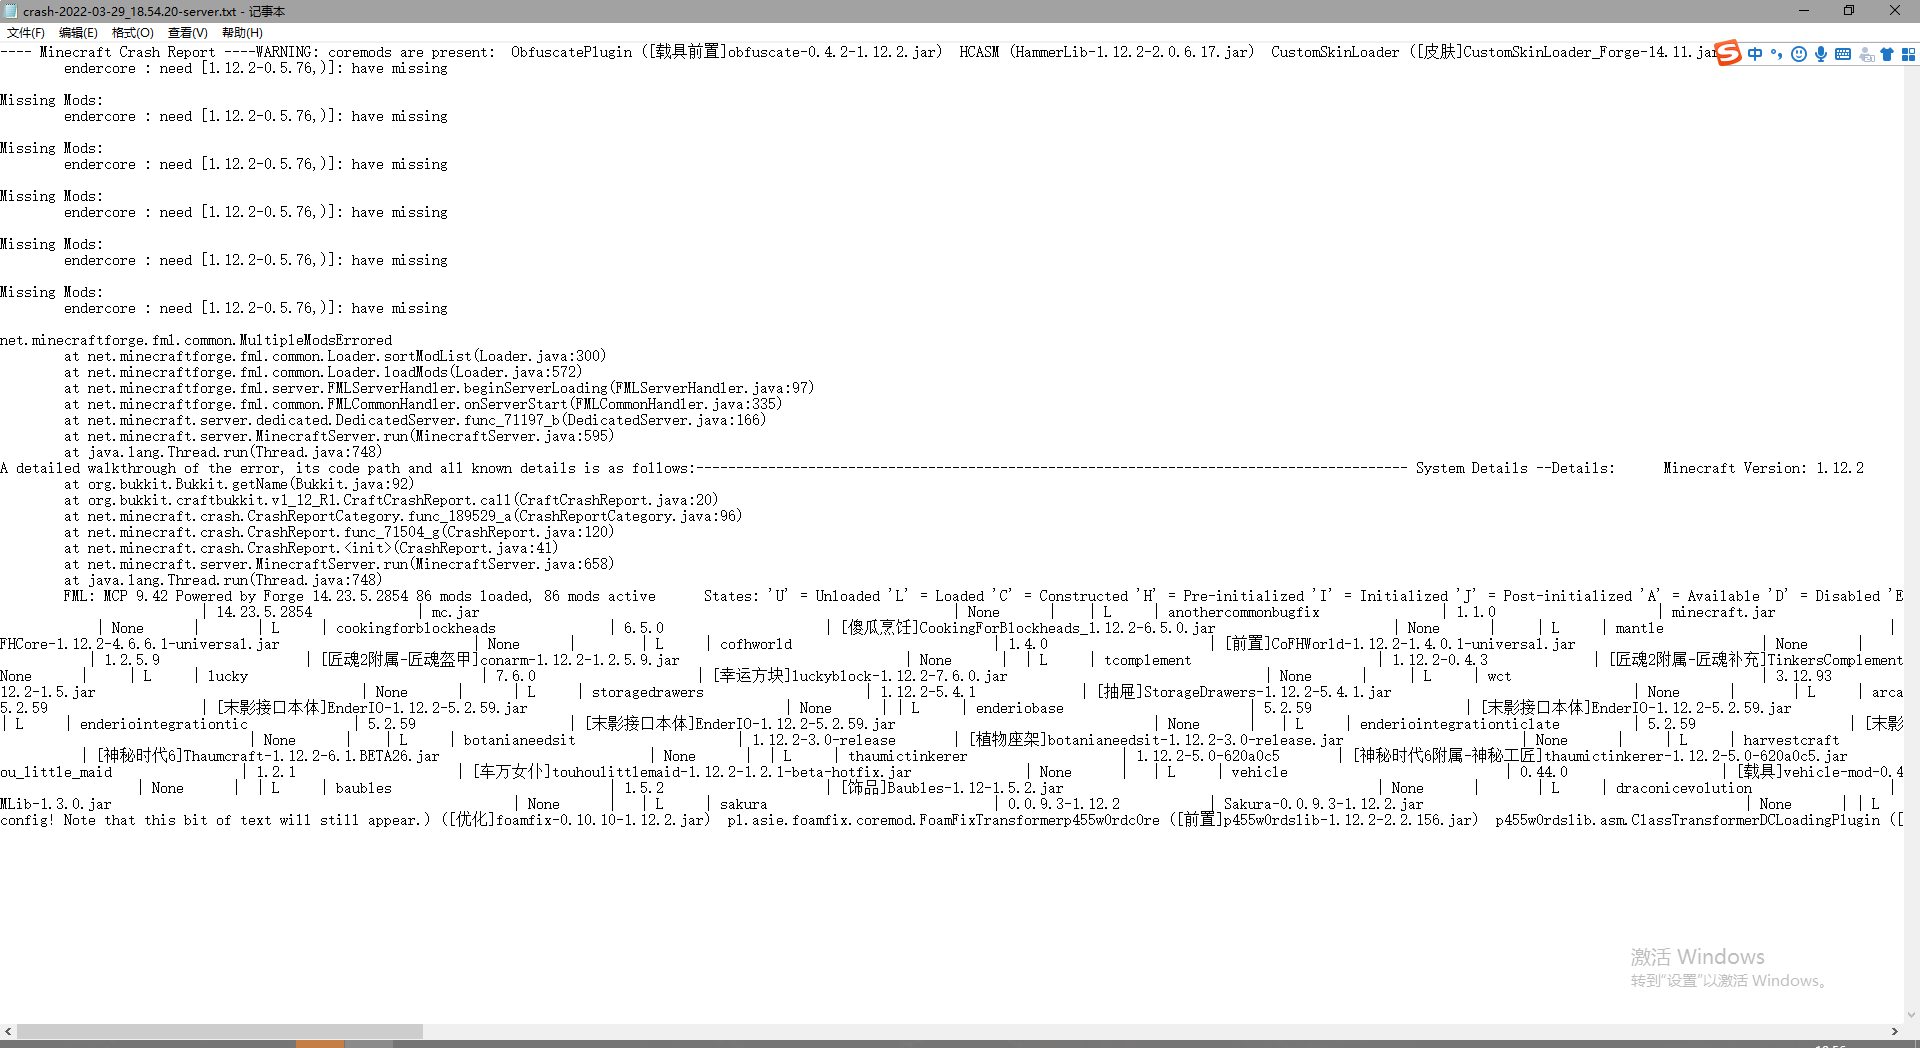 crash-2022-03-29_18.54.20-server.txt - 记事本
文件(F) 编辑(E) 格式(O) 查看(V) 帮助(H)
---- Minecraft Crash Report ----WARNING: coremods are present:  ObfuscatePlugin ([载具前置]obfuscate-0.4.2-1.12.2.jar)  HCASM (HammerLib-1.12.2-2.0.6.17.jar)  CustomSkinLoader ([皮肤]CustomSkinLoader_Forge-14.11.jar
中
endercore : need [1.12.2-0.5.76,)]: have missing
Missing Mods:
endercore : need [1.12.2-0.5.76,)]: have missing
Missing Mods:
endercore : need [1.12.2-0.5.76,)]: have missing
Missing Mods:
endercore : need [1.12.2-0.5.76,)]: have missing
Missing Mods:
endercore : need [1.12.2-0.5.76,)]: have missing
Missing Mods:
endercore : need [1.12.2-0.5.76,)]: have missing
net.minecraftforge.fml.common.MultipleModsErrored
at net.minecraftforge.fml.common.Loader.sortModList(Loader.java:300)
at net.minecraftforge.fml.common.Loader.loadMods(Loader.java:572)
at net.minecraftforge.fml.server.FMLServerHandler.beginServerLoading(FMLServerHandler.java:97)
at net.minecraftforge.fml.common.FMLCommonHandler.onServerStart(FMLCommonHandler.java:335)
at net.minecraft.server.dedicated.DedicatedServer.func_71197_b(DedicatedServer.java:166)
at net.minecraft.server.MinecraftServer.run(MinecraftServer.java:595)
at java.lang.Thread.run(Thread.java:748)
A detailed walkthrough of the error, its code path and all known details is as follows:----------------------------------------------------------------------------------------- System Details --Details:      Minecraft Version: 1.12.2
at org.bukkit.Bukkit.getName(Bukkit.java:92)
at org.bukkit.craftbukkit.v1_12_R1.CraftCrashReport.call(CraftCrashReport.java:20)
at net.minecraft.crash.CrashReportCategory.func_189529_a(CrashReportCategory.java:96)
at net.minecraft.crash.CrashReport.func_71504_g(CrashReport.java:120)
at net.minecraft.crash.CrashReport.<init>(CrashReport.java:41)
at net.minecraft.server.MinecraftServer.run(MinecraftServer.java:658)
at java.lang.Thread.run(Thread.java:748)
FML: MCP 9.42 Powered by Forge 14.23.5.2854 86 mods loaded, 86 mods active      States: 'U' = Unloaded 'L' = Loaded 'C' = Constructed 'H' = Pre-initialized 'I' = Initialized 'J' = Post-initialized 'A' = Available 'D' = Disabled 'E
| 14.23.5.2854 | mc.jar | None | | L | anothercommonbugfix | 1.1.0 | minecraft.jar
| None | | L | cookingforblockheads | 6.5.0 | [傻瓜烹饪]CookingForBlockheads_1.12.2-6.5.0.jar | None | | L | mantle |
FHCore-1.12.2-4.6.6.1-universal.jar | None | | L | cofhworld | 1.4.0 | [前置]CoFHWorld-1.12.2-1.4.0.1-universal.jar | None |
| 1.2.5.9 | [匠魂2附属-匠魂盔甲]conarm-1.12.2-1.2.5.9.jar | None | | L | tcomplement | 1.12.2-0.4.3 | [匠魂2附属-匠魂补充]TinkersComplement
None | | L | lucky | 7.6.0 | [幸运方块]luckyblock-1.12.2-7.6.0.jar | None | | L | wct | 3.12.93
12.2-1.5.jar | None | | L | storagedrawers | 1.12.2-5.4.1 | [抽屉]StorageDrawers-1.12.2-5.4.1.jar | None | | L | arca
5.2.59 | [末影接口本体]EnderIO-1.12.2-5.2.59.jar | None | | L | enderiobase | 5.2.59 | [末影接口本体]EnderIO-1.12.2-5.2.59.jar |
| L | enderiointegrationtic | 5.2.59 | [末影接口本体]EnderIO-1.12.2-5.2.59.jar | None | | L | enderiointegrationticlate | 5.2.59 | [末影
| None | | L | botanianeedsit | 1.12.2-3.0-release | [植物座架]botanianeedsit-1.12.2-3.0-release.jar | None | | L | harvestcraft
| [神秘时代6]Thaumcraft-1.12.2-6.1.BETA26.jar | None | | L | thaumictinkerer | 1.12.2-5.0-620a0c5 | [神秘时代6附属-神秘工匠]thaumictinkerer-1.12.2-5.0-620a0c5.jar
ou_little_maid | 1.2.1 | [车万女仆]touhoulittlemaid-1.12.2-1.2.1-beta-hotfix.jar | None | | L | vehicle | 0.44.0 | [载具]vehicle-mod-0.4
| None | | L | baubles | 1.5.2 | [饰品]Baubles-1.12-1.5.2.jar | None | | L | draconicevolution |
MLib-1.3.0.jar | None | | L | sakura | 0.0.9.3-1.12.2 | Sakura-0.0.9.3-1.12.2.jar | None | | L
config! Note that this bit of text will still appear.) ([优化]foamfix-0.10.10-1.12.2.jar)  pl.asie.foamfix.coremod.FoamFixTransformerp455w0rdc0re ([前置]p455w0rdslib-1.12.2-2.2.156.jar)  p455w0rdslib.asm.ClassTransformerDCLoadingPlugin ([
激活 Windows
转到“设置”以激活 Windows。